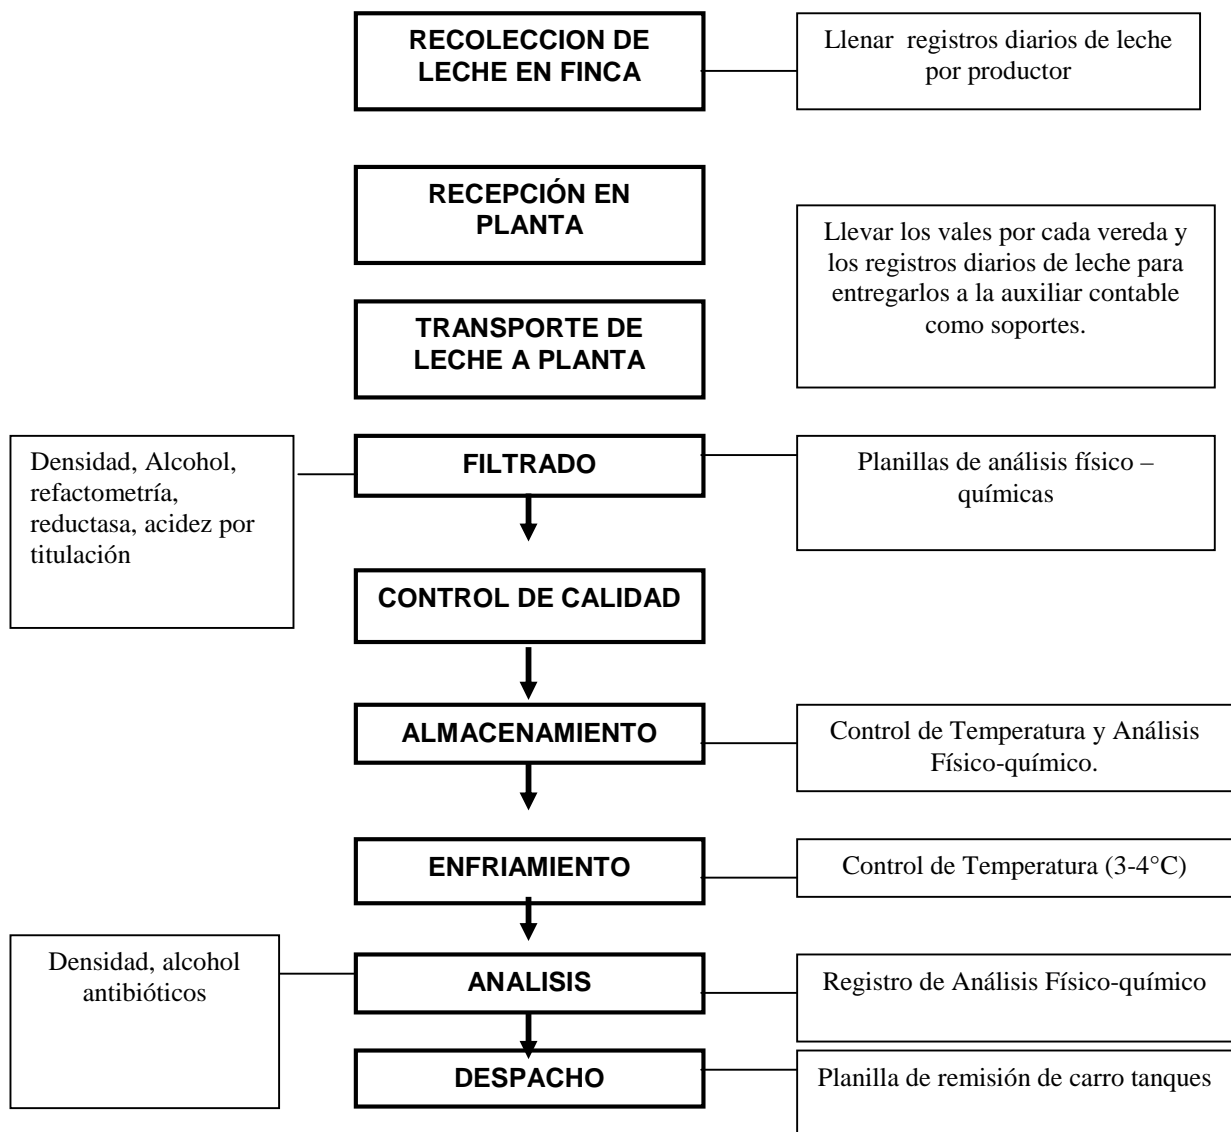 RECOLECCION DE
LECHE EN FINCA
Llenar registros diarios de leche
por productor
RECEPCIÓN EN
PLANTA
Llevar los vales por cada vereda y
los registros diarios de leche para
entregarlos a la auxiliar contable
como soportes.
TRANSPORTE DE
LECHE A PLANTA
Densidad, Alcohol,
refactometría,
reductasa, acidez por
titulación
FILTRADO
Planillas de análisis físico –
químicas
CONTROL DE CALIDAD
ALMACENAMIENTO
Control de Temperatura y Análisis
Físico-químico.
ENFRIAMIENTO
Control de Temperatura (3-4°C)
Densidad, alcohol
antibióticos
ANALISIS
Registro de Análisis Físico-químico
DESPACHO
Planilla de remisión de carro tanques